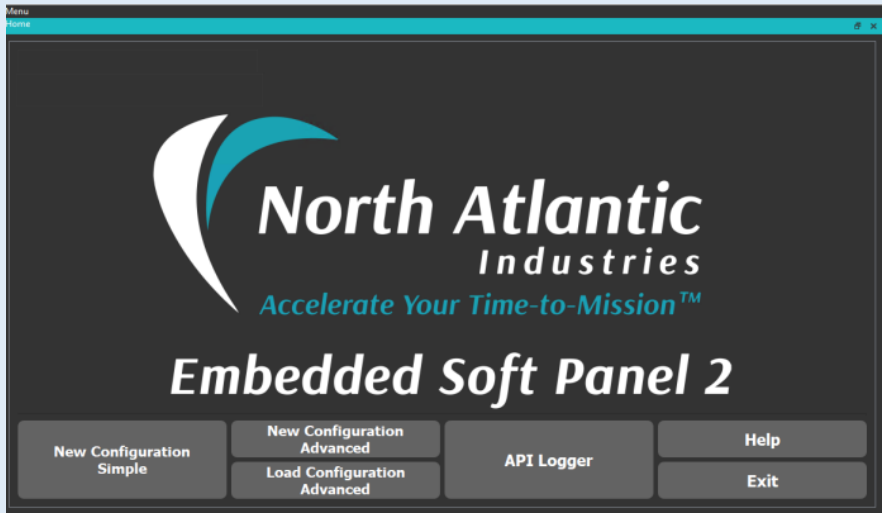 Menu
Home
North Atlantic
Industries
Accelerate Your Time-to-Mission™
Embedded Soft Panel 2
New Configuration
Simple
New Configuration
Advanced
Load Configuration
Advanced
API Logger
Help
Exit